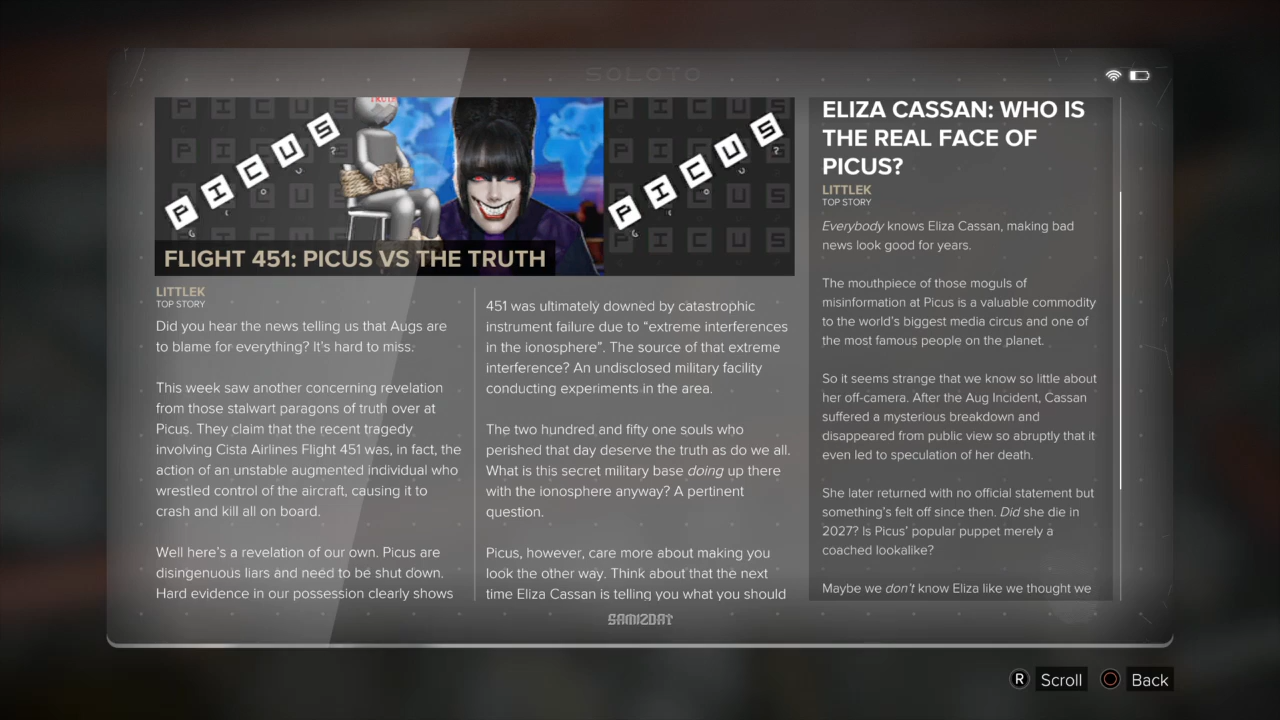 SOLOTO
TRUTH
PICUS
PICUS
FLIGHT 451: PICUS VS THE TRUTH
LITTLEK
TOP STORY
Did you hear the news telling us that Augs are
to blame for everything? It's hard to miss.
This week saw another concerning revelation
from those stalwart paragons of truth over at
Picus. They claim that the recent tragedy
involving Cista Airlines Flight 451 was, in fact, the
action of an unstable augmented individual who
wrestled control of the aircraft, causing it to
crash and kill all on board.
Well here's a revelation of our own. Picus are
disingenuous liars and need to be shut down.
Hard evidence in our possession clearly shows
451 was ultimately downed by catastrophic
instrument failure due to "extreme interferences
in the ionosphere". The source of that extreme
interference? An undisclosed military facility
conducting experiments in the area.
The two hundred and fifty one souls who
perished that day deserve the truth as do we all.
What is this secret military base doing up there
with the ionosphere anyway? A pertinent
question.
Picus, however, care more about making you
look the other way. Think about that the next
time Eliza Cassan is telling you what you should
ELIZA CASSAN: WHO IS
THE REAL FACE OF
PICUS?
LITTLEK
TOP STORY
Everybody knows Eliza Cassan, making bad
news look good for years.
The mouthpiece of those moguls of
misinformation at Picus is a valuable commodity
to the world's biggest media circus and one of
the most famous people on the planet.
So it seems strange that we know so little about
her off-camera. After the Aug Incident, Cassan
suffered a mysterious breakdown and
disappeared from public view so abruptly that it
even led to speculation of her death.
She later returned with no official statement but
something's felt off since then. Did she die in
2027? Is Picus' popular puppet merely a
coached lookalike?
Maybe we don't know Eliza like we thought we
SAMIZDAT
R Scroll
Back